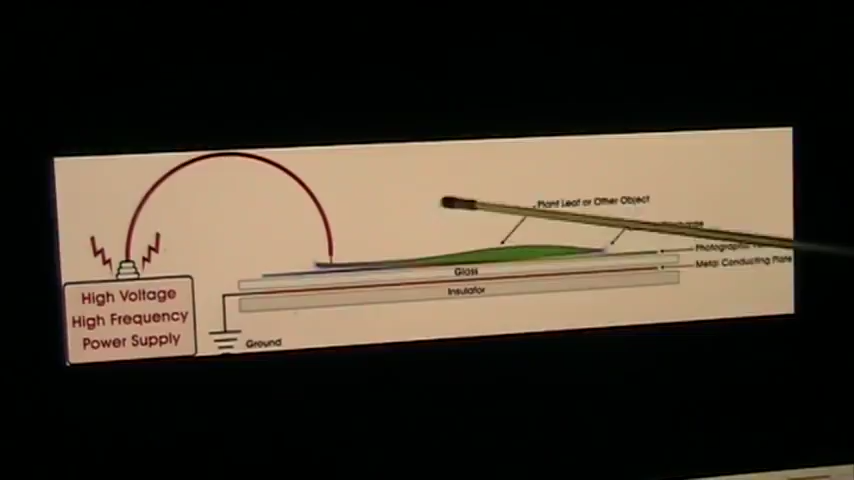 Plant Leaf or Other Object
Metal Conducting Plate
Glass
Insulator
High Voltage
High Frequency
Power Supply
Ground